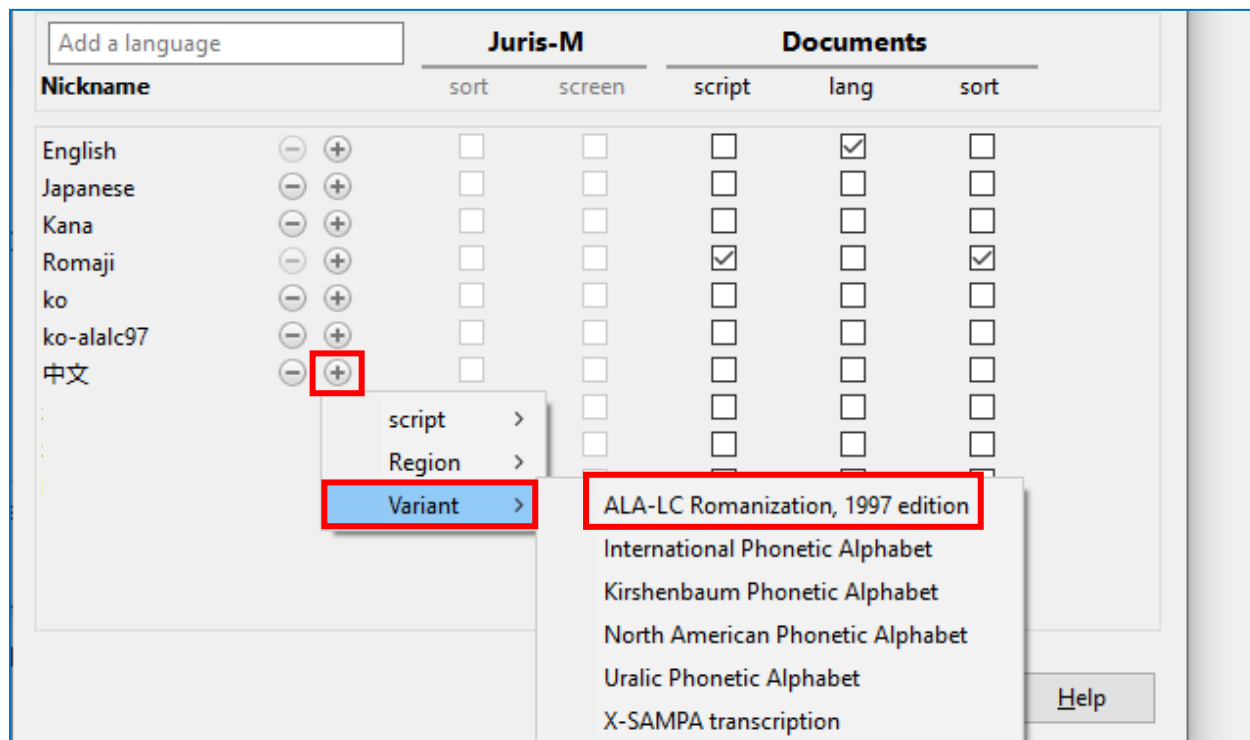 Add a language
Juris-M Documents
Nickname sort screen script lang sort
English
Japanese
Kana
Romaji
ko
ko-alalc97
中文
script
Region
Variant
ALA-LC Romanization, 1997 edition
International Phonetic Alphabet
Kirshenbaum Phonetic Alphabet
North American Phonetic Alphabet
Uralic Phonetic Alphabet
X-SAMPA transcription
Help